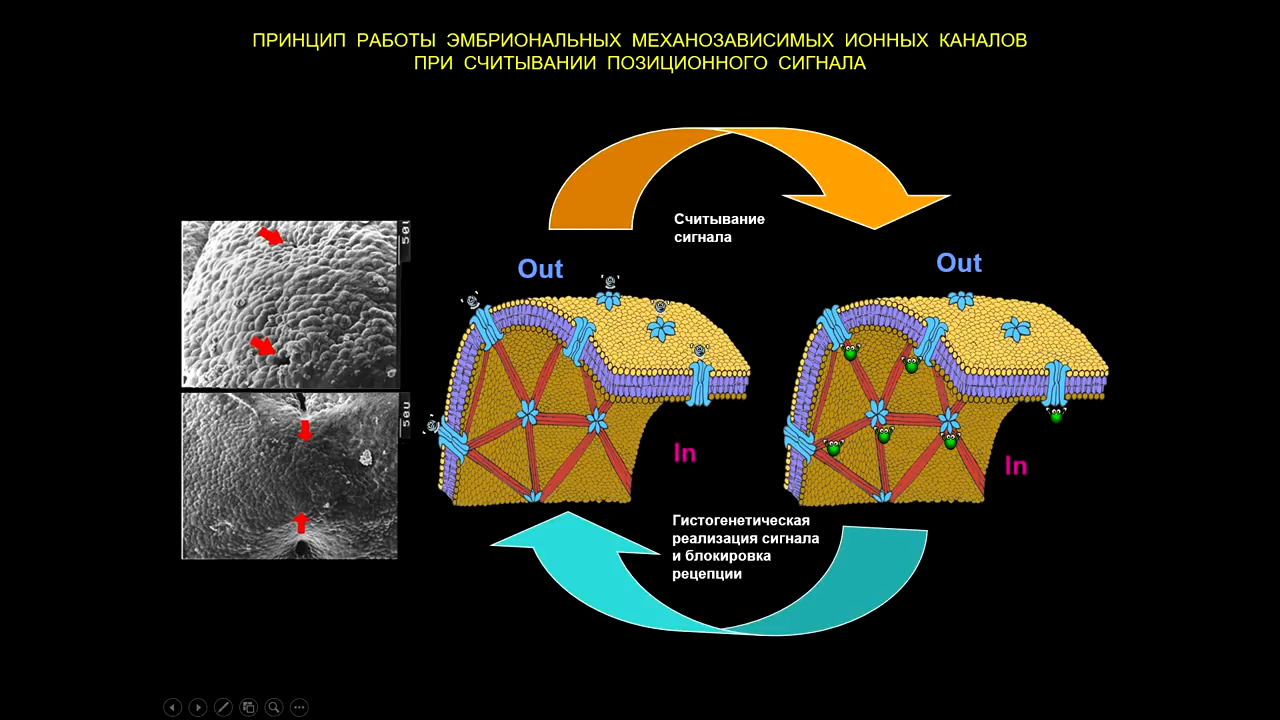 ПРИНЦИП РАБОТЫ ЭМБРИОНАЛЬНЫХ МЕХАНОЗАВИСИМЫХ ИОННЫХ КАНАЛОВ
ПРИ СЧИТЫВАНИИ ПОЗИЦИОННОГО СИГНАЛА
Считывание
сигнала
Out
Out
In
In
Гистогенетическая
реализация сигнала
и блокировка
рецепции
50U